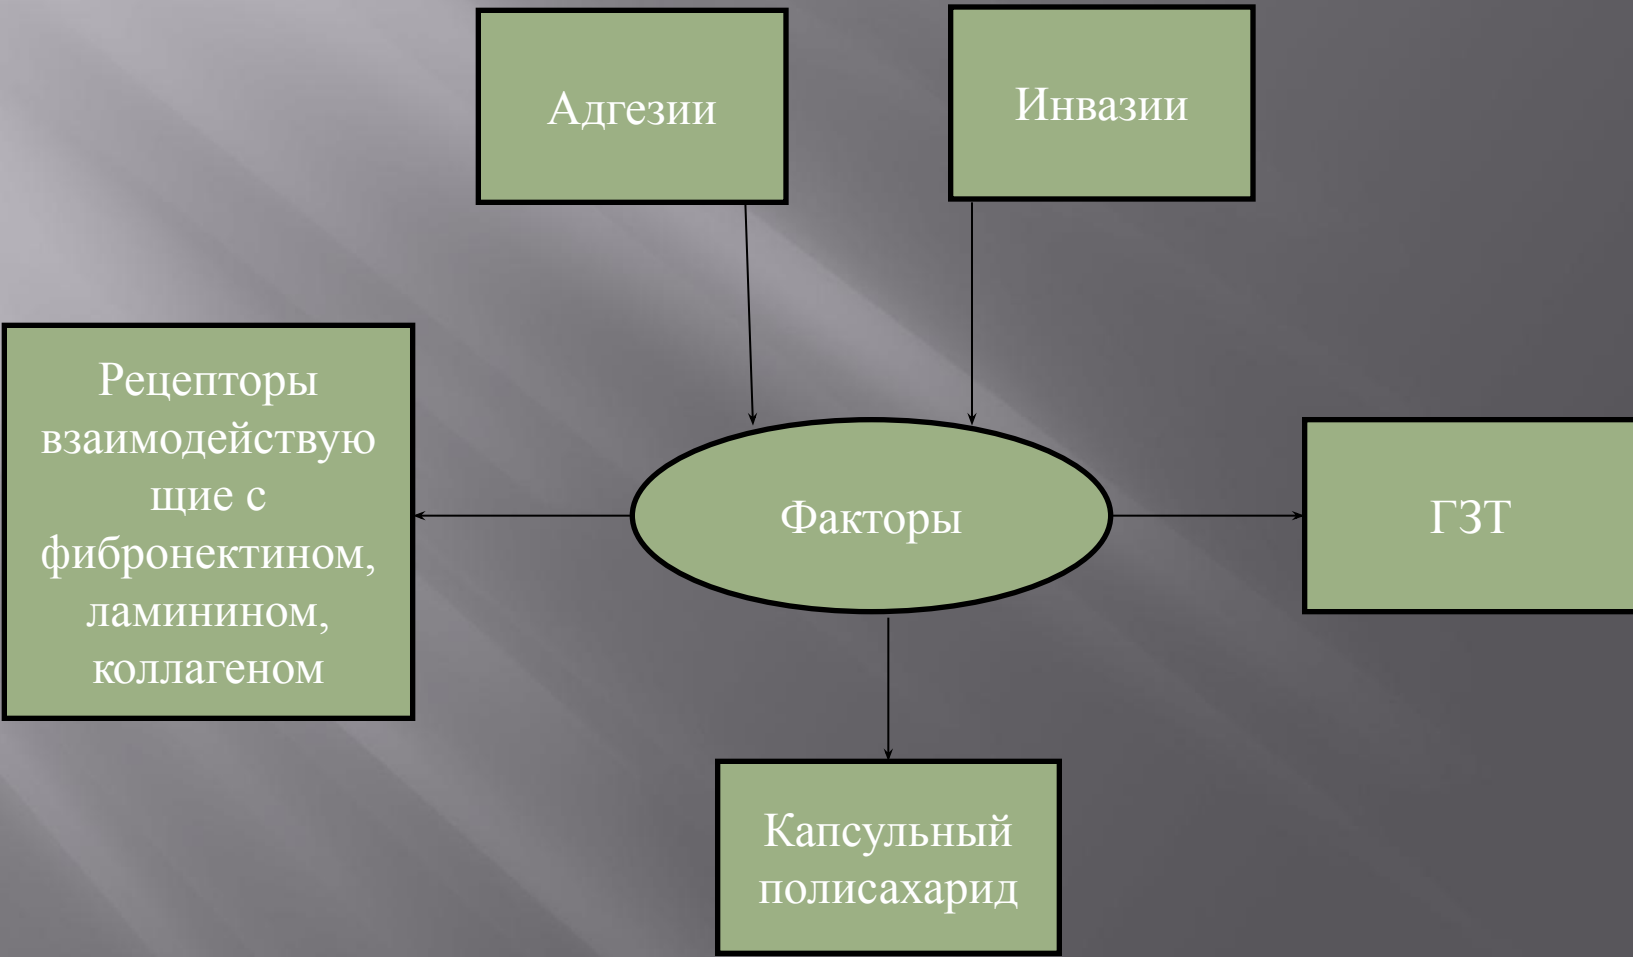 Адгезии
Инвазии
Рецепторы
взаимодействую
щие с
фибронектином,
ламинином,
коллагеном
Факторы
ГЗТ
Капсульный
полисахарид